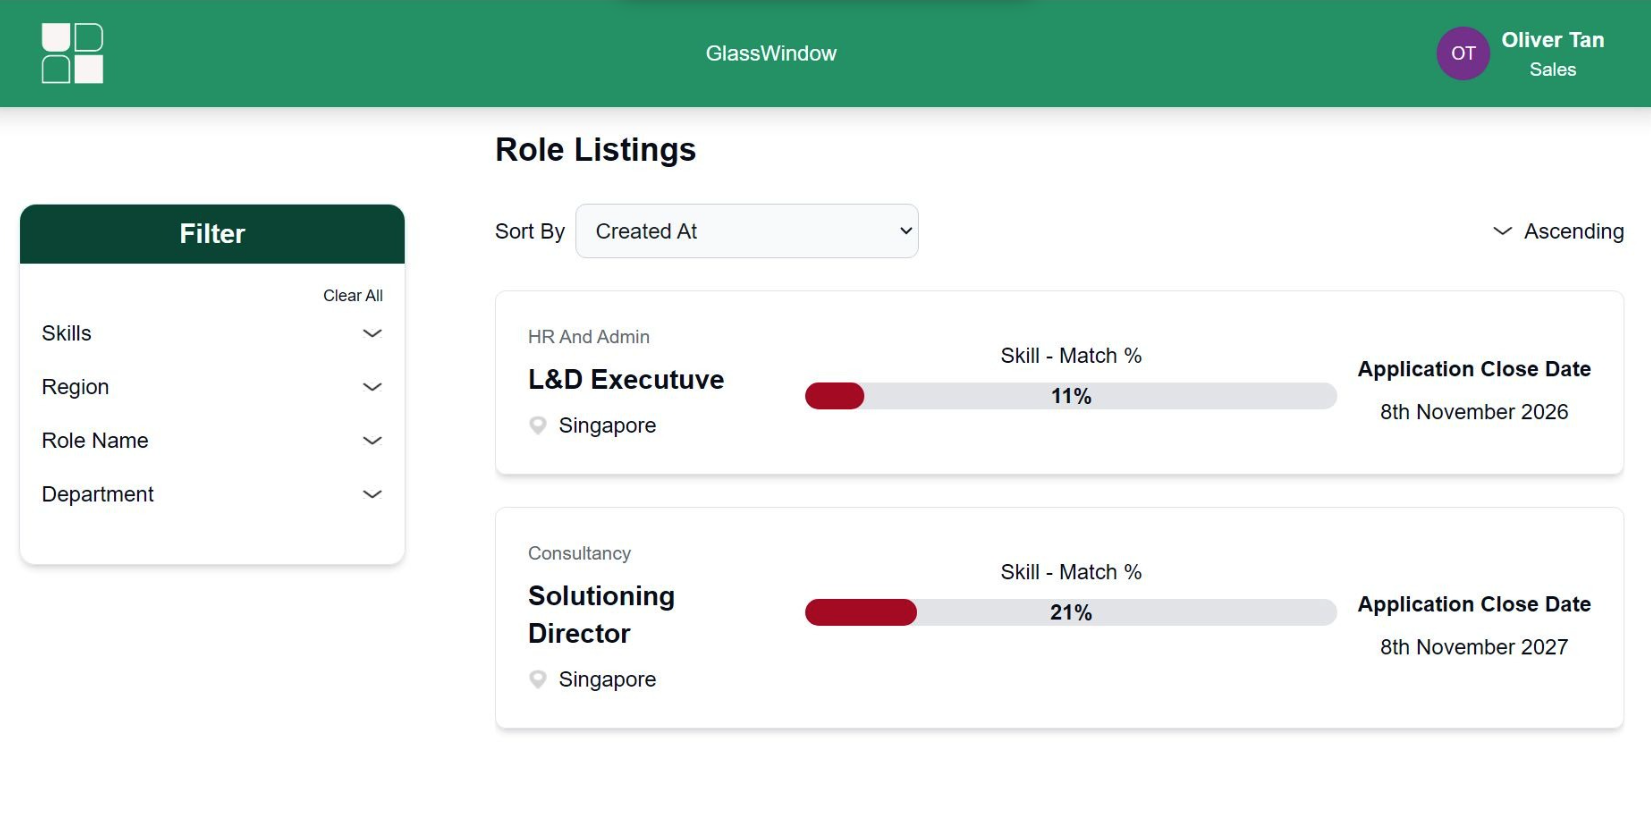 GlassWindow
OT
Oliver Tan
Sales
Role Listings
Filter
Clear All
Skills
Region
Role Name
Department
Sort By
Created At
Ascending
HR And Admin
L&D Executuve
Singapore
Skill - Match %
11%
Application Close Date
8th November 2026
Consultancy
Solutioning
Director
Singapore
Skill - Match %
21%
Application Close Date
8th November 2027